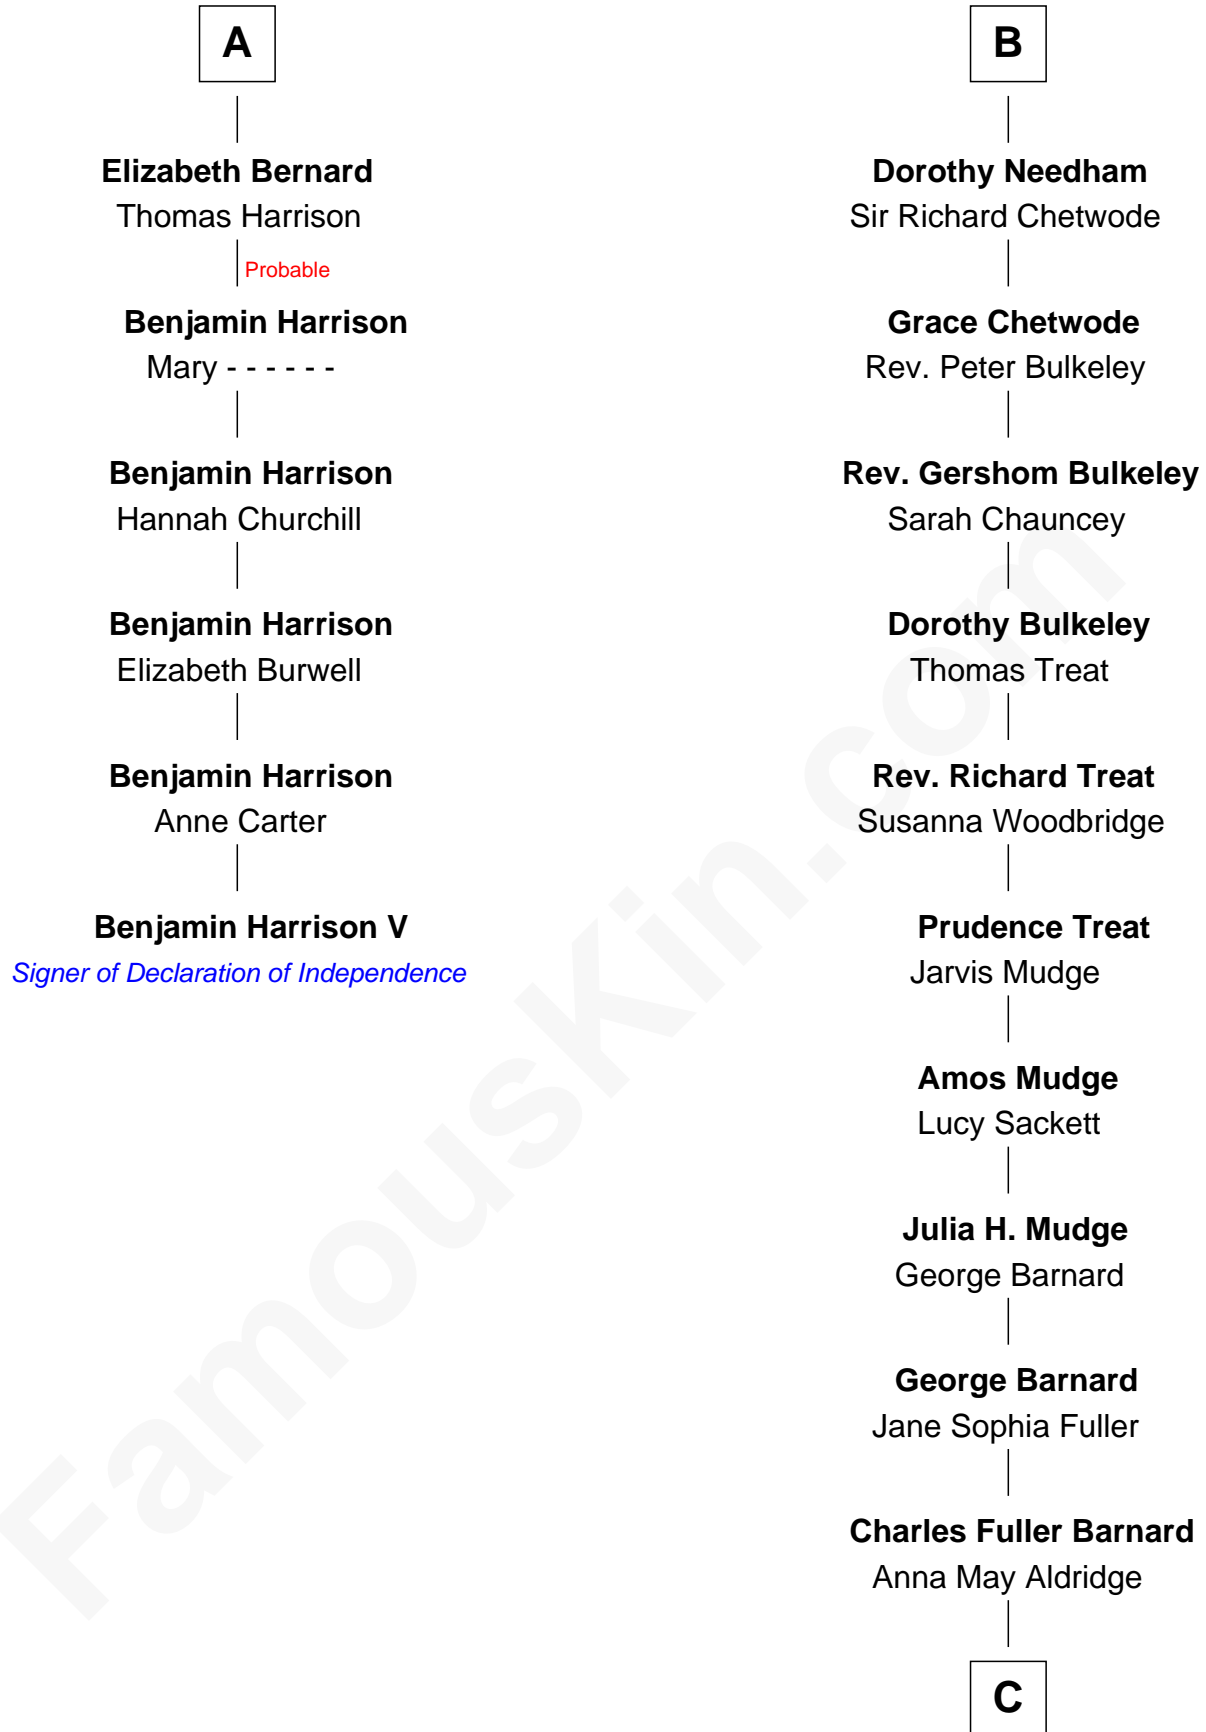 A
Elizabeth Bernard
Thomas Harrison
Probable
Benjamin Harrison
Mary - - - - - -
Benjamin Harrison
Hannah Churchill
Benjamin Harrison
Elizabeth Burwell
Benjamin Harrison
Anne Carter
Benjamin Harrison V
Signer of Declaration of Independence
B
Dorothy Needham
Sir Richard Chetwode
Grace Chetwode
Rev. Peter Bulkeley
Rev. Gershom Bulkeley
Sarah Chauncey
Dorothy Bulkeley
Thomas Treat
Rev. Richard Treat
Susanna Woodbridge
Prudence Treat
Jarvis Mudge
Amos Mudge
Lucy Sackett
Julia H. Mudge
George Barnard
George Barnard
Jane Sophia Fuller
Charles Fuller Barnard
Anna May Aldridge
C
FamousKin.com